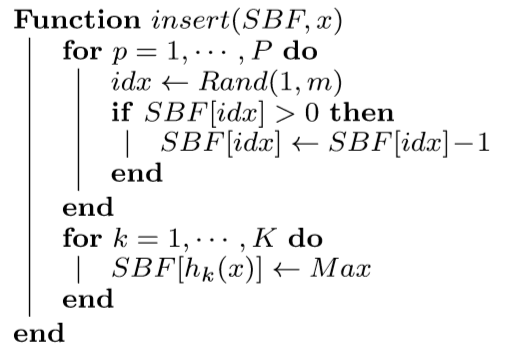 Function insert(SBF, x)
for p = 1, ⋯ , P do
idx ← Rand(1, m)
if SBF[idx] > 0 then
SBF[idx] ← SBF[idx]−1
end
end
for k = 1, ⋯ , K do
SBF[hₖ(x)] ← Max
end
end